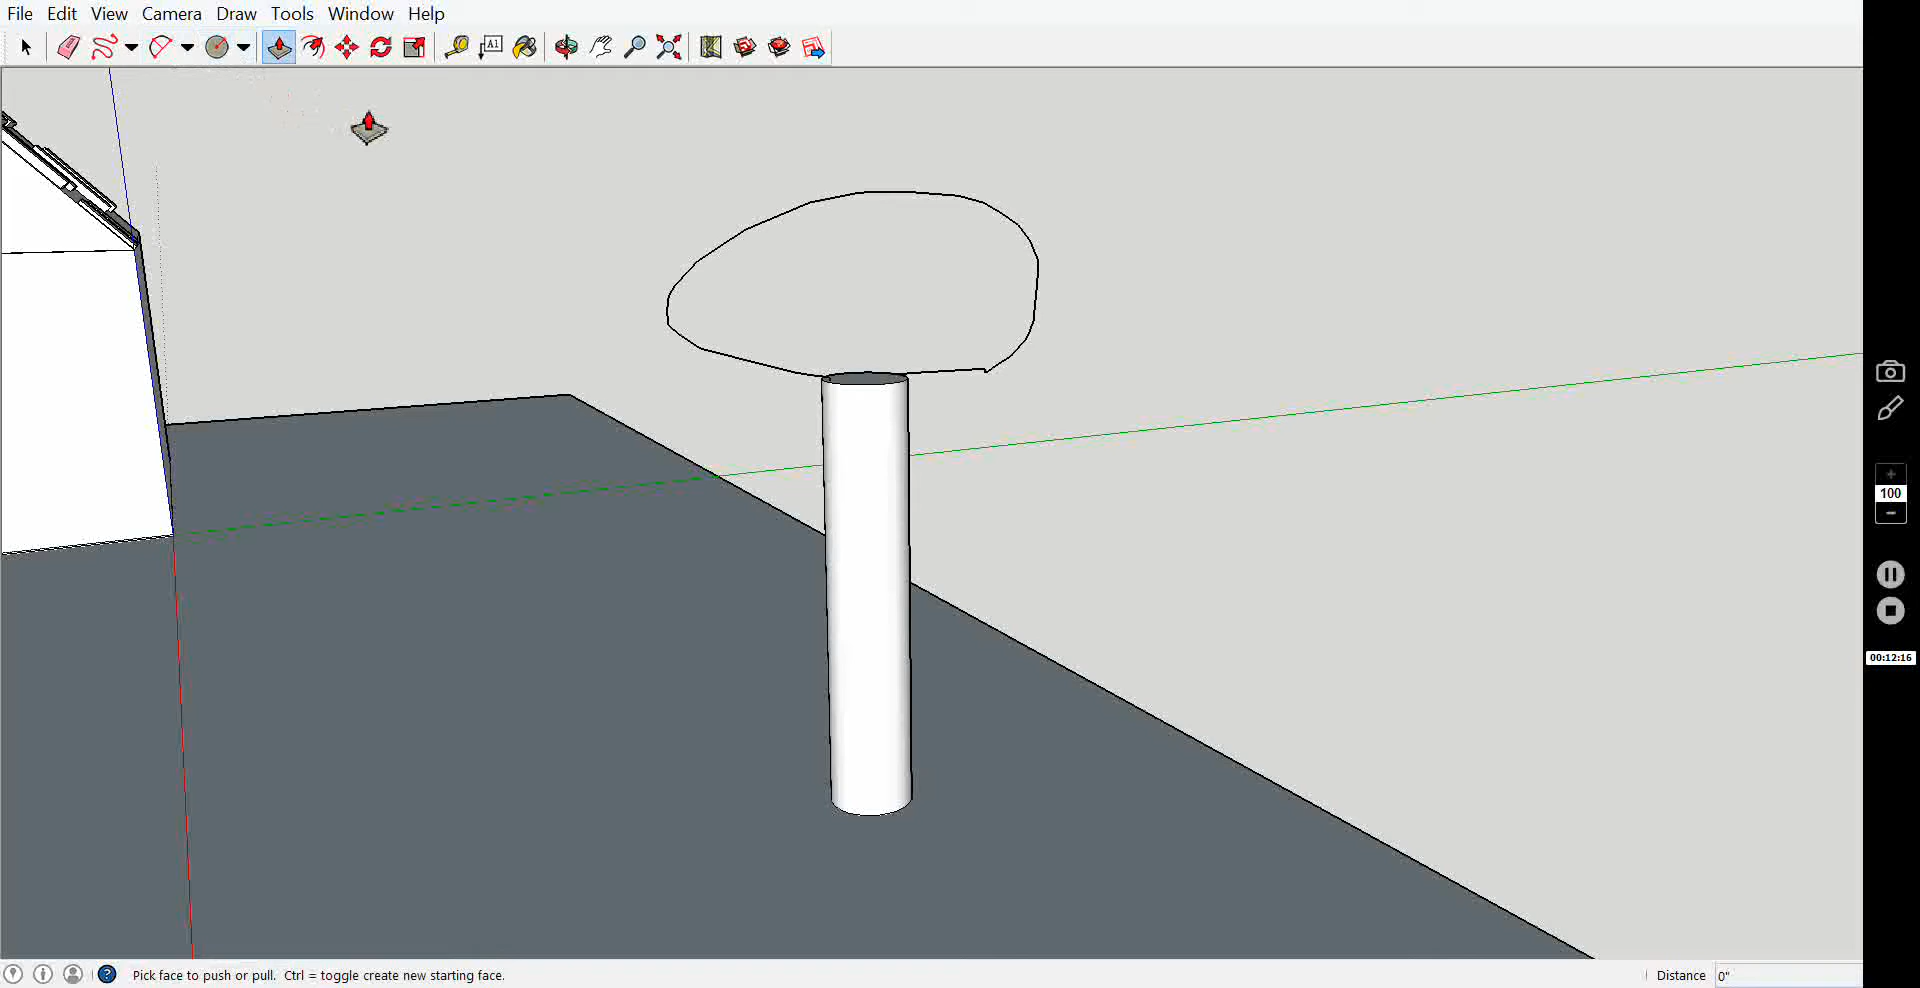 File Edit View Camera Draw Tools Window Help
A1
+
100
−
00:12:16
? Pick face to push or pull. Ctrl = toggle create new starting face. Distance 0"